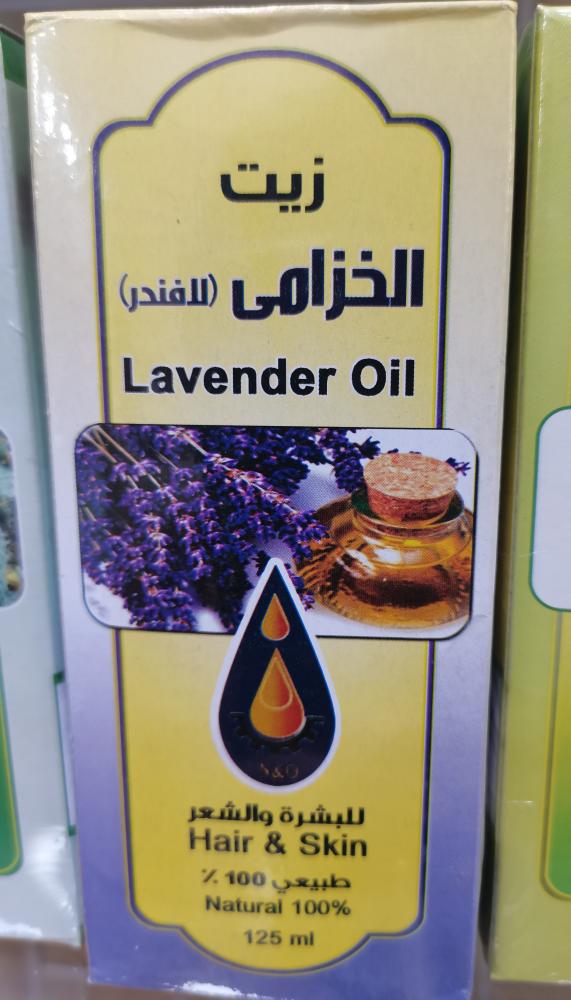 زيت
الخزامى (لافندر)
Lavender Oil
للبشرة والشعر
Hair & Skin
طبيعي 100 ٪
Natural 100%
125 ml